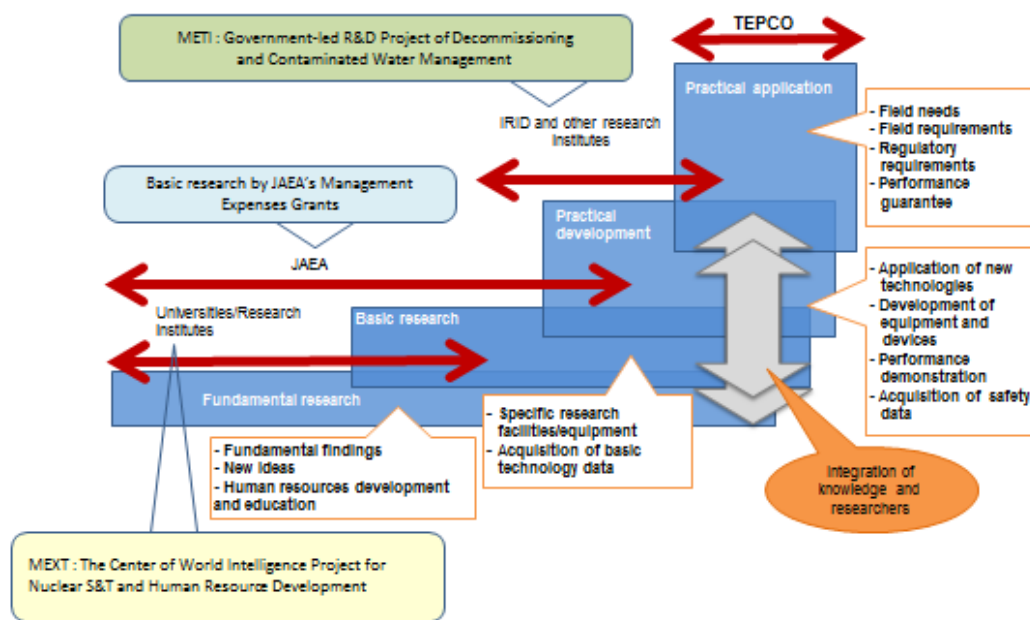 TEPCO
METI : Government-led R&D Project of Decommissioning
and Contaminated Water Management
Practical application
- Field needs
- Field requirements
- Regulatory
requirements
- Performance
guarantee
IRID and other research
Institutes
Basic research by JAEA's Management
Expenses Grants
Practical
development
JAEA
- Application of new
technologies
- Development of
equipment and
devices
- Performance
demonstration
- Acquisition of safety
data
Universities/Research
Institutes
Basic research
Fundamental research
- Specific research
facilities/equipment
- Acquisition of basic
technology data
- Fundamental findings
- New ideas
- Human resources development
and education
Integration of
knowledge and
researchers
MEXT : The Center of World Intelligence Project for
Nuclear S&T and Human Resource Development